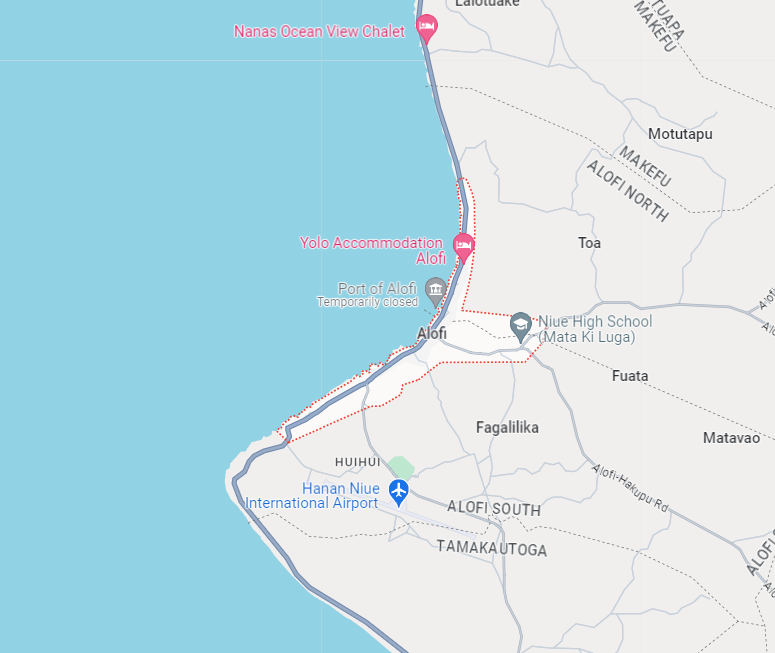 Lalotuake
Nanas Ocean View Chalet
TUAPA
MAKEFU
Motutapu
MAKEFU
ALOFI NORTH
Yolo Accommodation
Alofi
Toa
Port of Alofi
Temporarily closed
Alofi
Niue High School
(Mata Ki Luga)
Fuata
Fagalilika
Matavao
HUIHUI
Hanan Niue
International Airport
Alofi-Hakupu Rd
ALOFI SOUTH
TAMAKAUTOGA